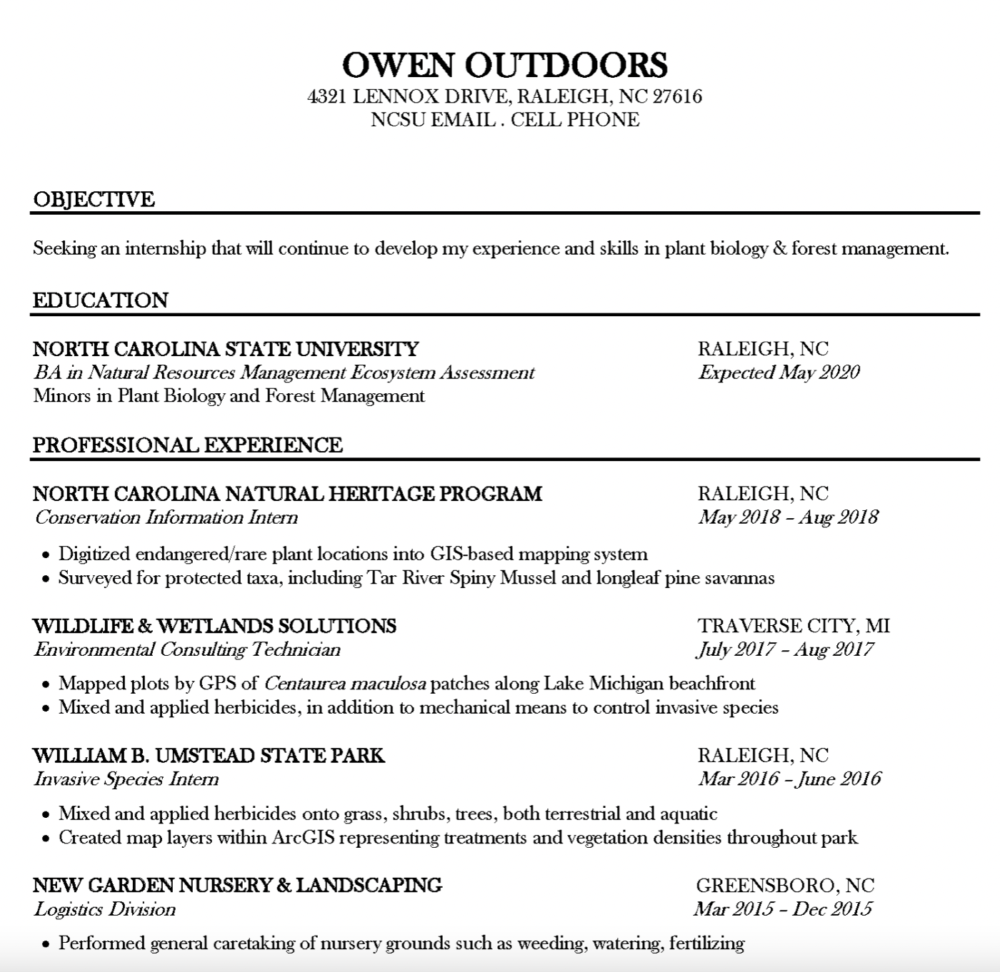 OWEN OUTDOORS
4321 LENNOX DRIVE, RALEIGH, NC 27616
NCSU EMAIL . CELL PHONE
OBJECTIVE
Seeking an internship that will continue to develop my experience and skills in plant biology & forest management.
EDUCATION
NORTH CAROLINA STATE UNIVERSITY RALEIGH, NC
BA in Natural Resources Management Ecosystem Assessment Expected May 2020
Minors in Plant Biology and Forest Management
PROFESSIONAL EXPERIENCE
NORTH CAROLINA NATURAL HERITAGE PROGRAM RALEIGH, NC
Conservation Information Intern May 2018 – Aug 2018
• Digitized endangered/rare plant locations into GIS-based mapping system
• Surveyed for protected taxa, including Tar River Spiny Mussel and longleaf pine savannas
WILDLIFE & WETLANDS SOLUTIONS TRAVERSE CITY, MI
Environmental Consulting Technician July 2017 – Aug 2017
• Mapped plots by GPS of Centaurea maculosa patches along Lake Michigan beachfront
• Mixed and applied herbicides, in addition to mechanical means to control invasive species
WILLIAM B. UMSTEAD STATE PARK RALEIGH, NC
Invasive Species Intern Mar 2016 – June 2016
• Mixed and applied herbicides onto grass, shrubs, trees, both terrestrial and aquatic
• Created map layers within ArcGIS representing treatments and vegetation densities throughout park
NEW GARDEN NURSERY & LANDSCAPING GREENSBORO, NC
Logistics Division Mar 2015 – Dec 2015
• Performed general caretaking of nursery grounds such as weeding, watering, fertilizing